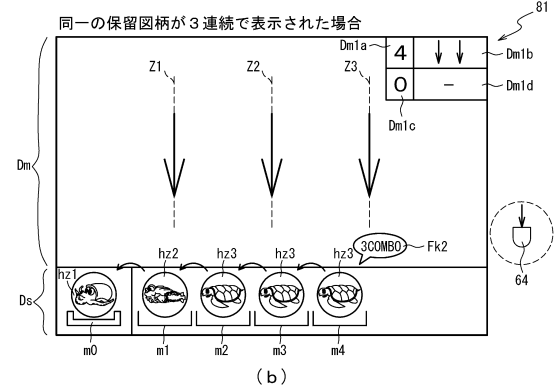 同一の保留図柄が３連続で表示された場合
81
Dm1a
4
Dm1b
Z1
Z2
Z3
0
−
Dm1d
Dm1c
Dm
3COMBO
Fk2
hz1
hz2
hz3
hz3
hz3
64
Ds
m0
m1
m2
m3
m4
(b)